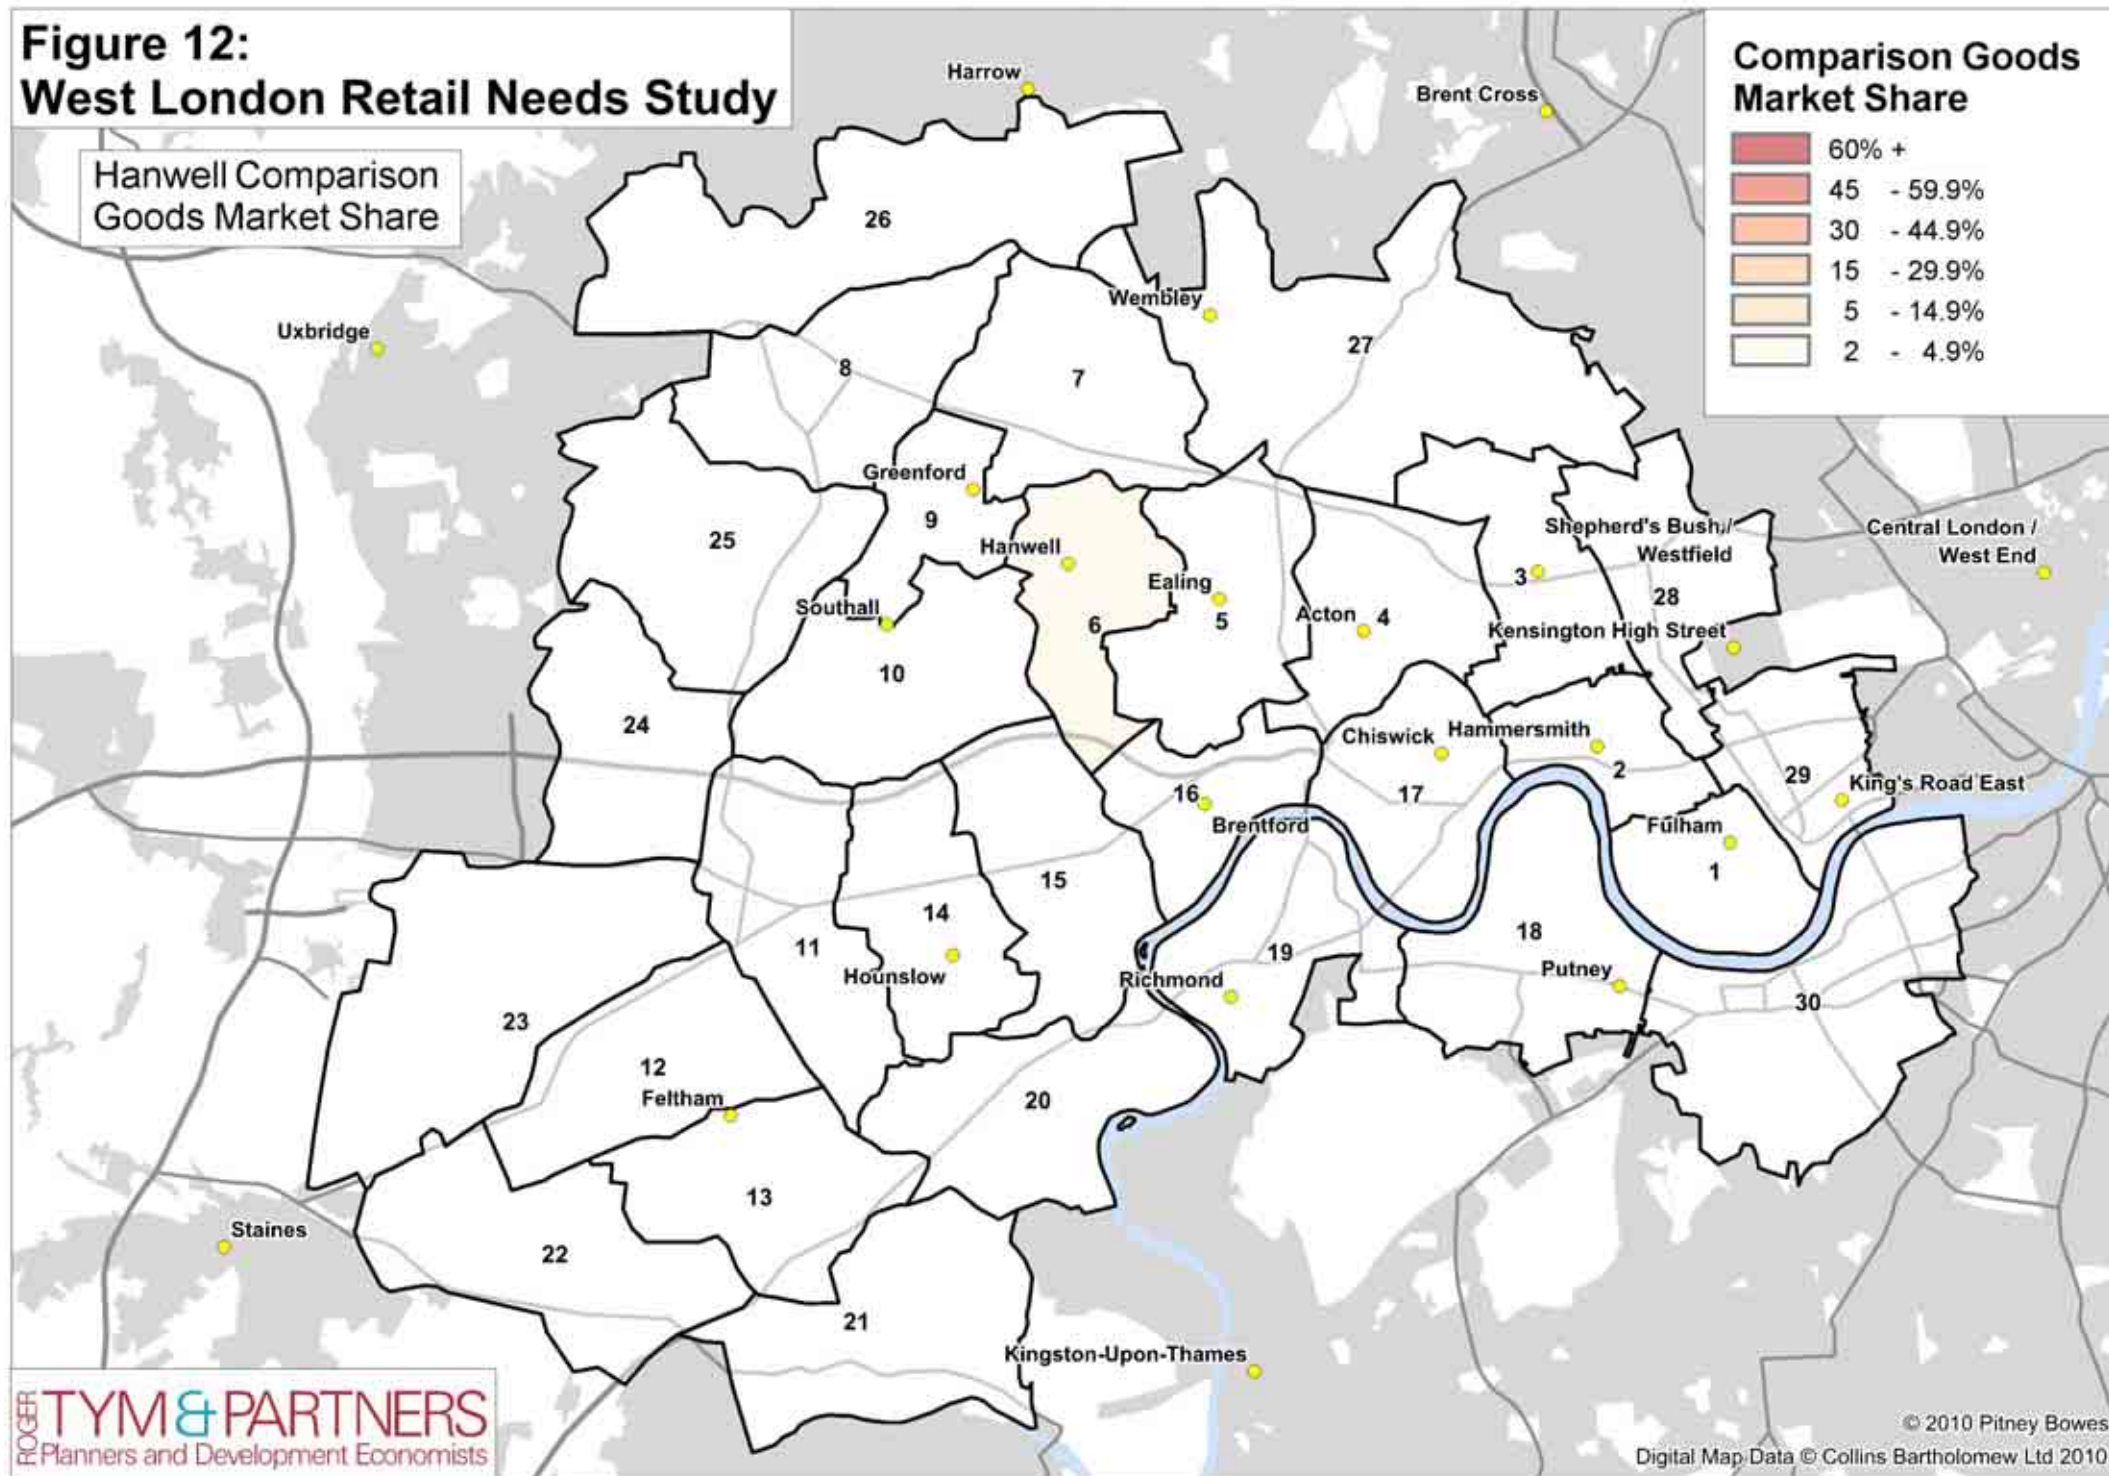 Figure 12:
West London Retail Needs Study
Hanwell Comparison
Goods Market Share
Comparison Goods
Market Share
60% +
45 - 59.9%
30 - 44.9%
15 - 29.9%
5 - 14.9%
2 - 4.9%
Harrow
Brent Cross
26
Wembley
Uxbridge
27
8
7
Greenford
9
25
Hanwell
Shepherd's Bush /
Westfield
Central London /
West End
3
28
Ealing
5
Southall
6
Acton
4
Kensington High Street
10
24
Chiswick
Hammersmith
2
29
King's Road East
16
17
Brentford
Fulham
1
15
14
11
Hounslow
19
18
Richmond
Putney
30
23
12
Feltham
20
13
Staines
22
21
Kingston-Upon-Thames
ROGER
TYM & PARTNERS
Planners and Development Economists
© 2010 Pitney Bowes
Digital Map Data © Collins Bartholomew Ltd 2010